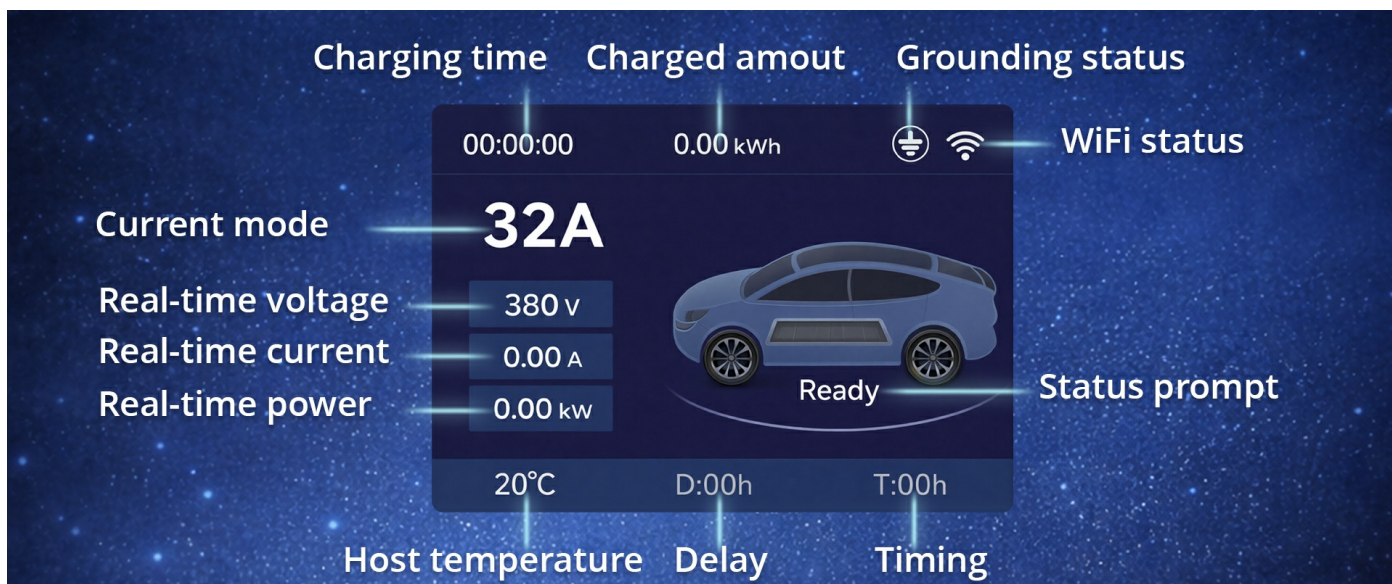 Charging time Charged amout Grounding status
00:00:00 0.00 kWh WiFi status
Current mode 32A
Real-time voltage 380 V
Real-time current 0.00 A
Real-time power 0.00 kw
Ready Status prompt
20°C D:00h T:00h
Host temperature Delay Timing